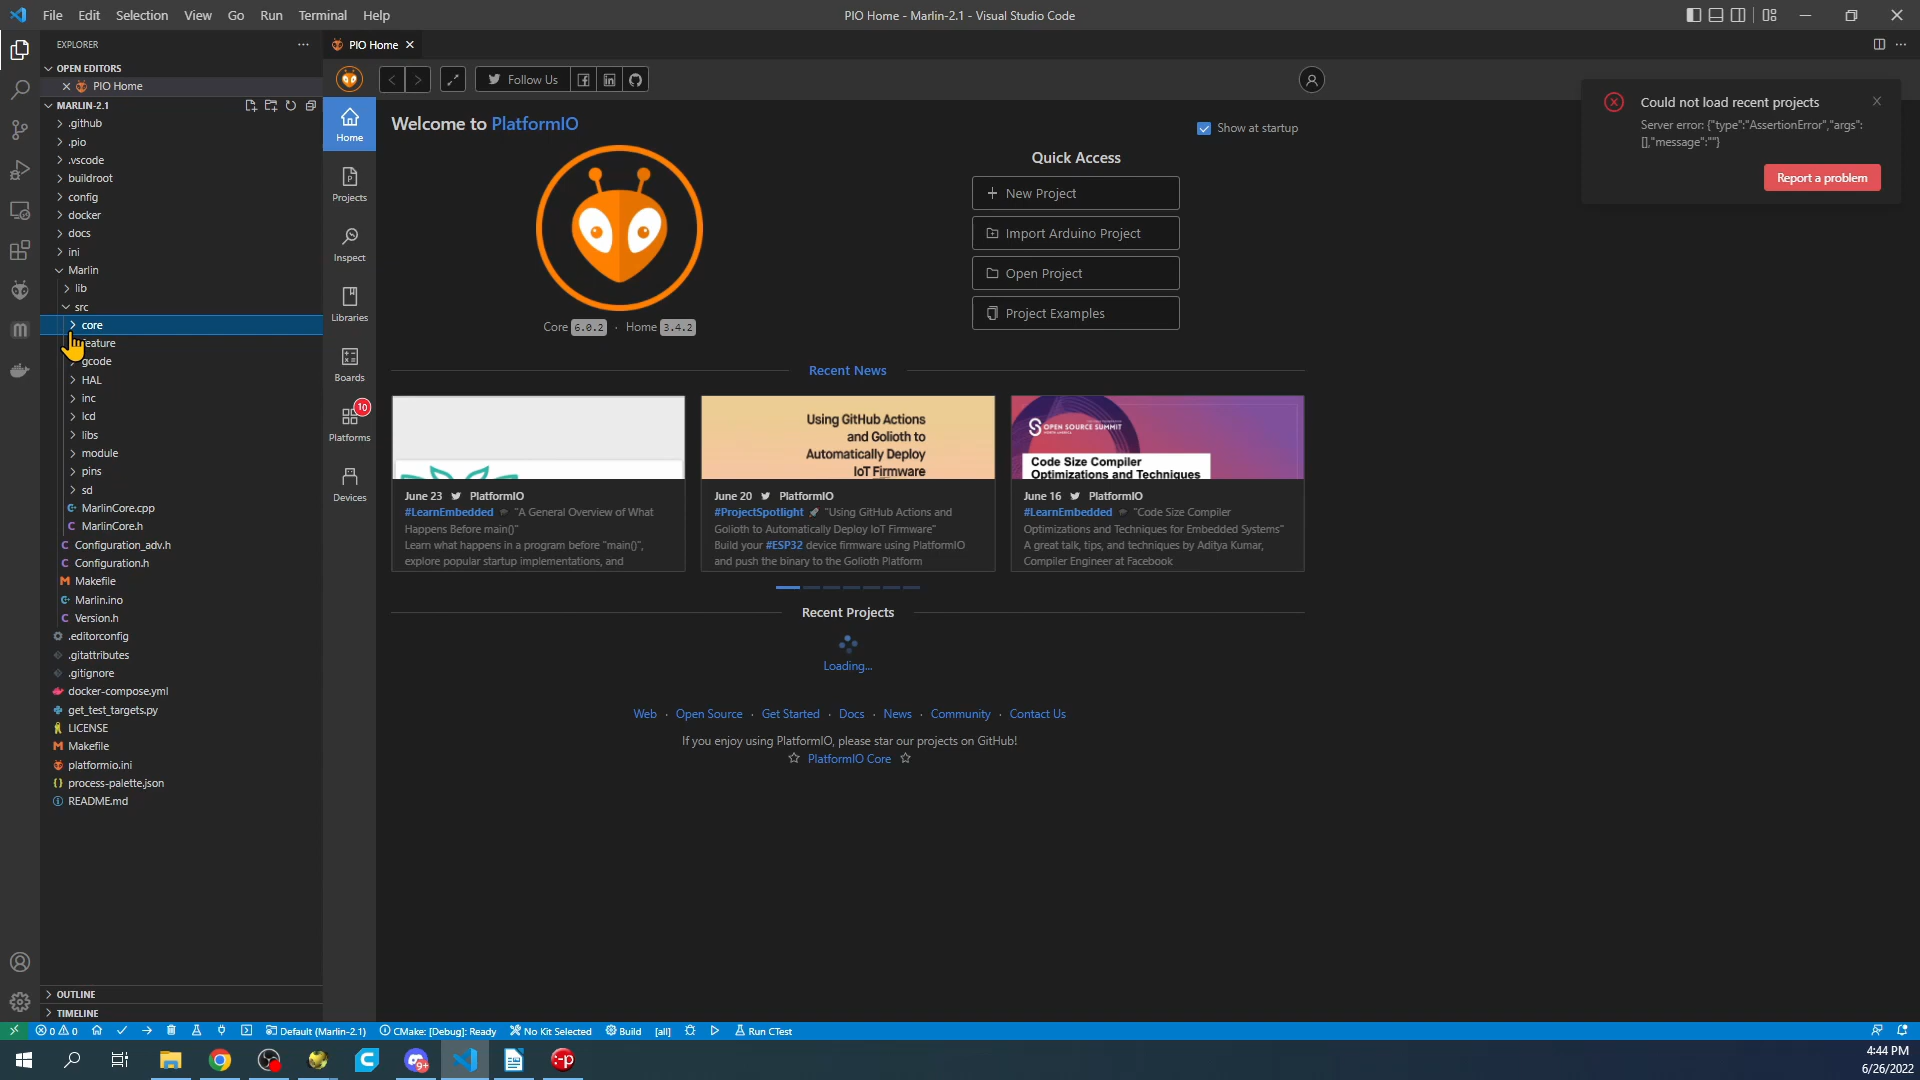 File Edit Selection View Go Run Terminal Help
PIO Home - Marlin-2.1 - Visual Studio Code
EXPLORER
OPEN EDITORS
PIO Home
MARLIN-2.1
.github
.pio
.vscode
buildroot
config
docker
docs
ini
Marlin
lib
src
core
feature
gcode
HAL
inc
lcd
libs
module
pins
sd
MarlinCore.cpp
MarlinCore.h
Configuration_adv.h
Configuration.h
Makefile
Marlin.ino
Version.h
.editorconfig
.gitattributes
.gitignore
docker-compose.yml
get_test_targets.py
LICENSE
Makefile
platformio.ini
process-palette.json
README.md
OUTLINE
TIMELINE
PIO Home
Follow Us
Home
Projects
Inspect
Libraries
Boards
10
Platforms
Devices
Welcome to PlatformIO
Show at startup
Core 6.0.2 · Home 3.4.2
Quick Access
New Project
Import Arduino Project
Open Project
Project Examples
Recent News
June 23 PlatformIO
#LearnEmbedded "A General Overview of What
Happens Before main()"
Learn what happens in a program before "main()",
explore popular startup implementations, and
Using GitHub Actions
and Golioth to
Automatically Deploy
IoT Firmware
June 20 PlatformIO
#ProjectSpotlight "Using GitHub Actions and
Golioth to Automatically Deploy IoT Firmware"
Build your #ESP32 device firmware using PlatformIO
and push the binary to the Golioth Platform
OPEN SOURCE SUMMIT
NORTH AMERICA
Code Size Compiler
Optimizations and Techniques
June 16 PlatformIO
#LearnEmbedded "Code Size Compiler
Optimizations and Techniques for Embedded Systems"
A great talk, tips, and techniques by Aditya Kumar,
Compiler Engineer at Facebook
Recent Projects
Loading...
Web · Open Source · Get Started · Docs · News · Community · Contact Us
If you enjoy using PlatformIO, please star our projects on GitHub!
PlatformIO Core
Could not load recent projects
Server error: {"type":"AssertionError","args":
[],"message":""}
Report a problem
0 0 Default (Marlin-2.1) CMake: [Debug]: Ready No Kit Selected Build [all] Run CTest
9+
4:44 PM
6/26/2022